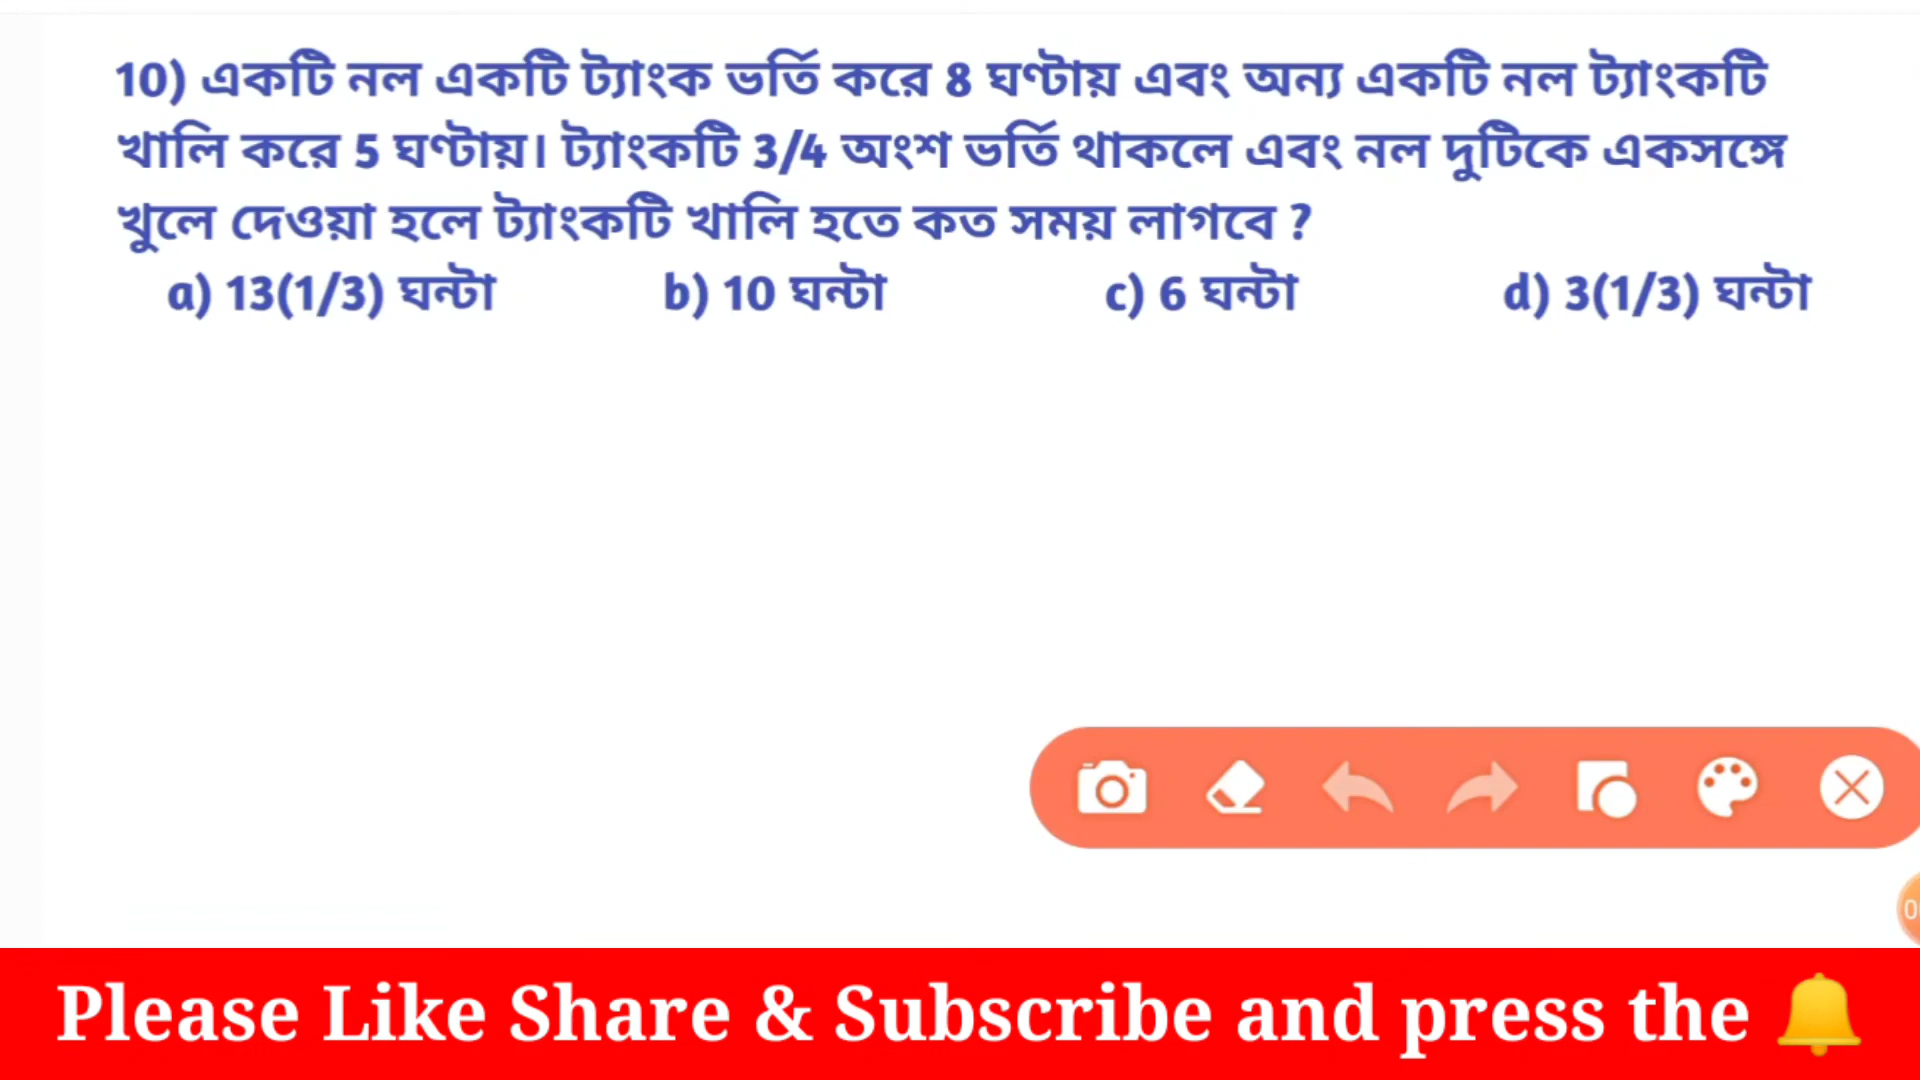 10) একটি নল একটি ট্যাংক ভর্তি করে 8 ঘণ্টায় এবং অন্য একটি নল ট্যাংকটি
খালি করে 5 ঘণ্টায়। ট্যাংকটি 3/4 অংশ ভর্তি থাকলে এবং নল দুটিকে একসঙ্গে
খুলে দেওয়া হলে ট্যাংকটি খালি হতে কত সময় লাগবে ?
a) 13(1/3) ঘন্টা b) 10 ঘন্টা c) 6 ঘন্টা d) 3(1/3) ঘন্টা
Please Like Share & Subscribe and press the